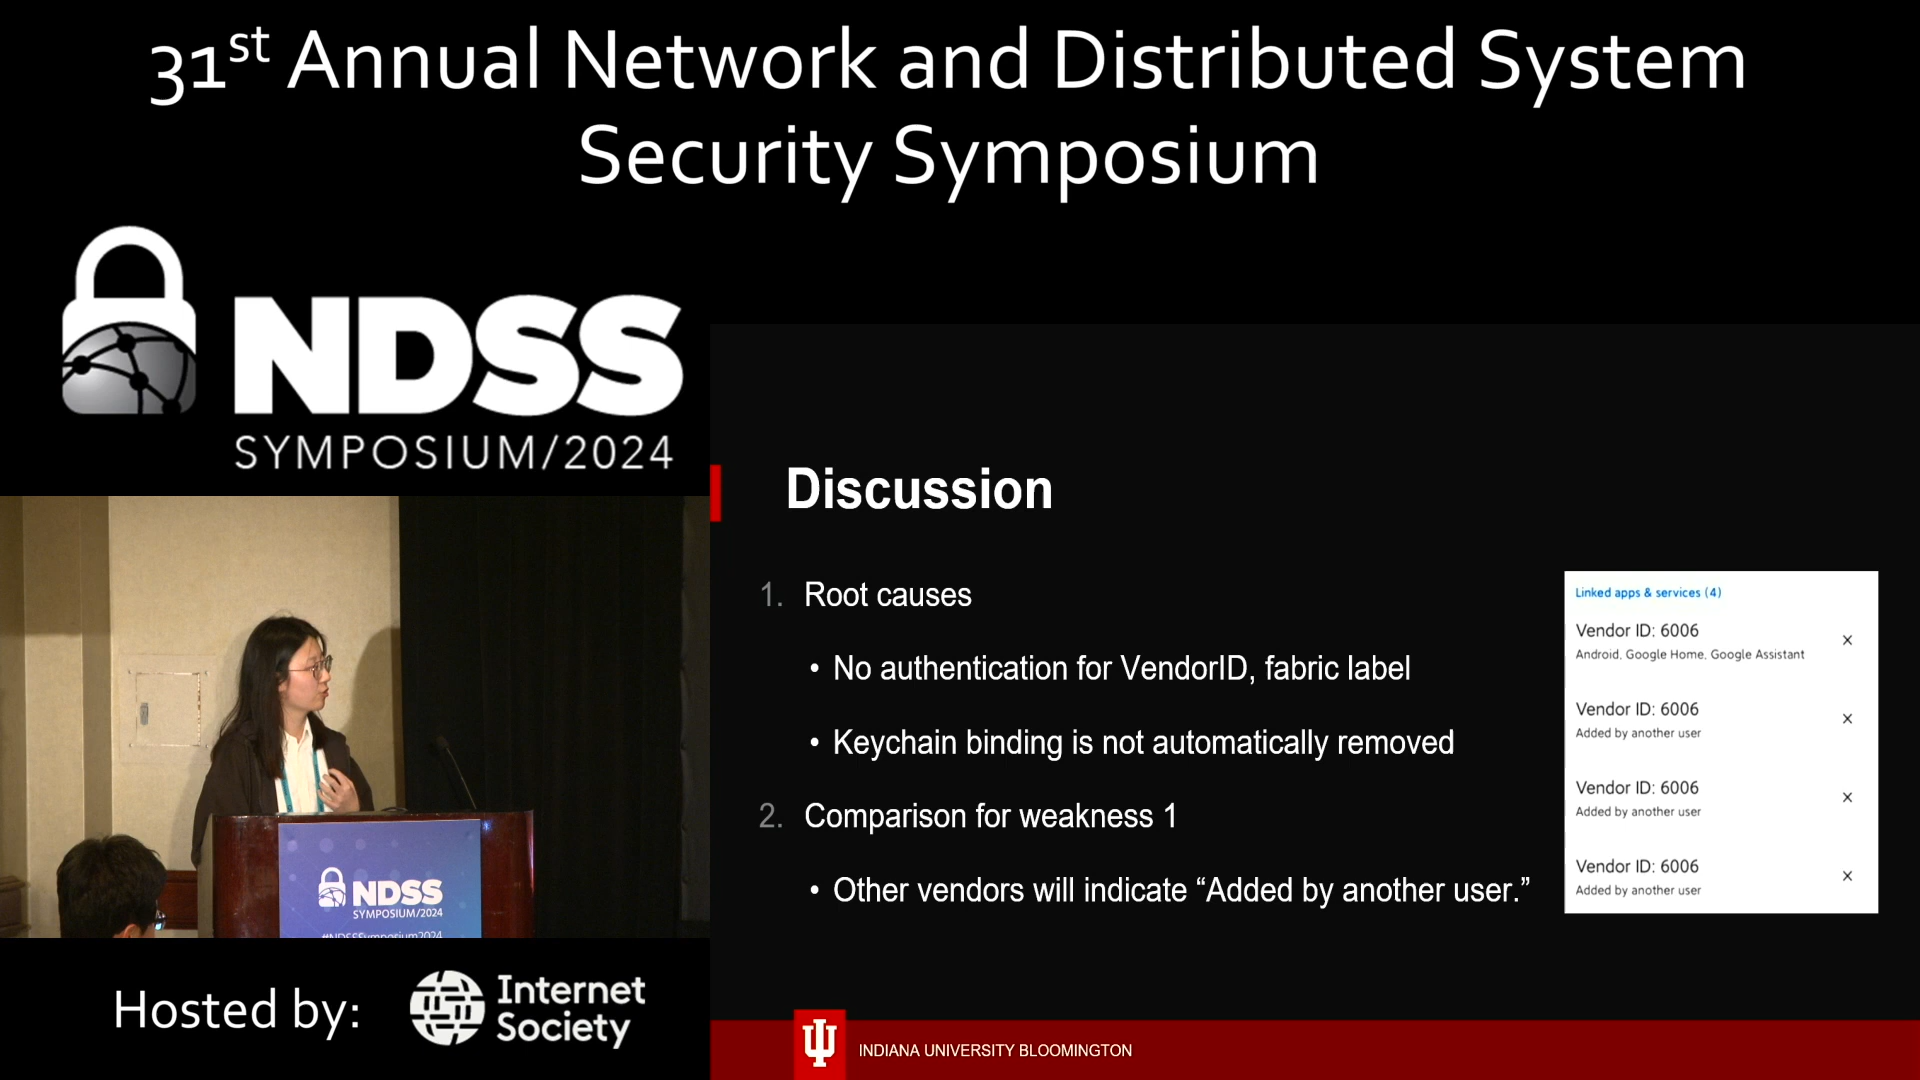 31st Annual Network and Distributed System
Security Symposium
NDSS
SYMPOSIUM/2024
Discussion
1. Root causes
• No authentication for VendorID, fabric label
• Keychain binding is not automatically removed
2. Comparison for weakness 1
• Other vendors will indicate “Added by another user.”
Linked apps & services (4)
Vendor ID: 6006
Android, Google Home, Google Assistant
Vendor ID: 6006
Added by another user
Vendor ID: 6006
Added by another user
Vendor ID: 6006
Added by another user
NDSS
SYMPOSIUM/2024
#NDSSSymposium2024
Hosted by:
Internet
Society
INDIANA UNIVERSITY BLOOMINGTON